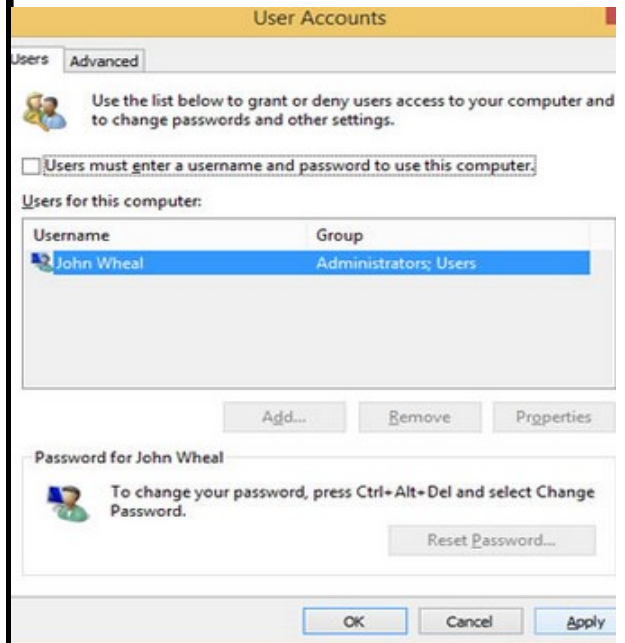 User Accounts
Users Advanced
Use the list below to grant or deny users access to your computer and
to change passwords and other settings.
Users must enter a username and password to use this computer.
Users for this computer:
Username Group
John Wheal Administrators; Users
Add... Remove Properties
Password for John Wheal
To change your password, press Ctrl+Alt+Del and select Change
Password.
Reset Password...
OK Cancel Apply